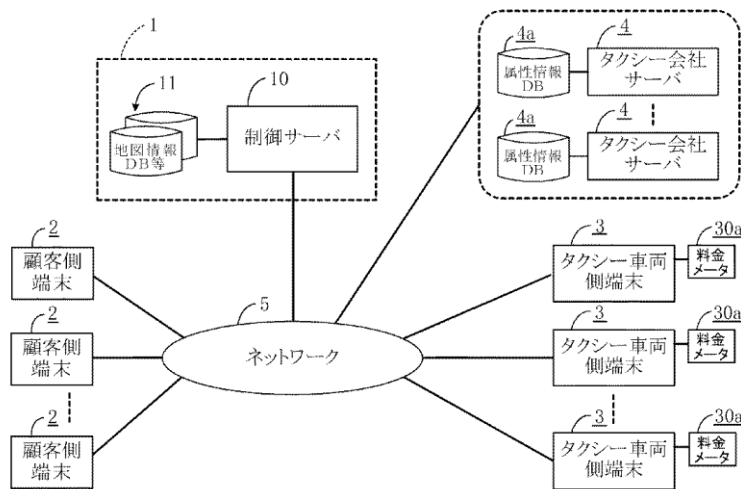 1
11
地図情報
DB等
10
制御サーバ
4a
属性情報
DB
4
タクシー会社
サーバ
4a
属性情報
DB
4
タクシー会社
サーバ
2
顧客側
端末
2
顧客側
端末
2
顧客側
端末
5
ネットワーク
3
タクシー車両
側端末
30a
料金
メータ
3
タクシー車両
側端末
30a
料金
メータ
3
タクシー車両
側端末
30a
料金
メータ